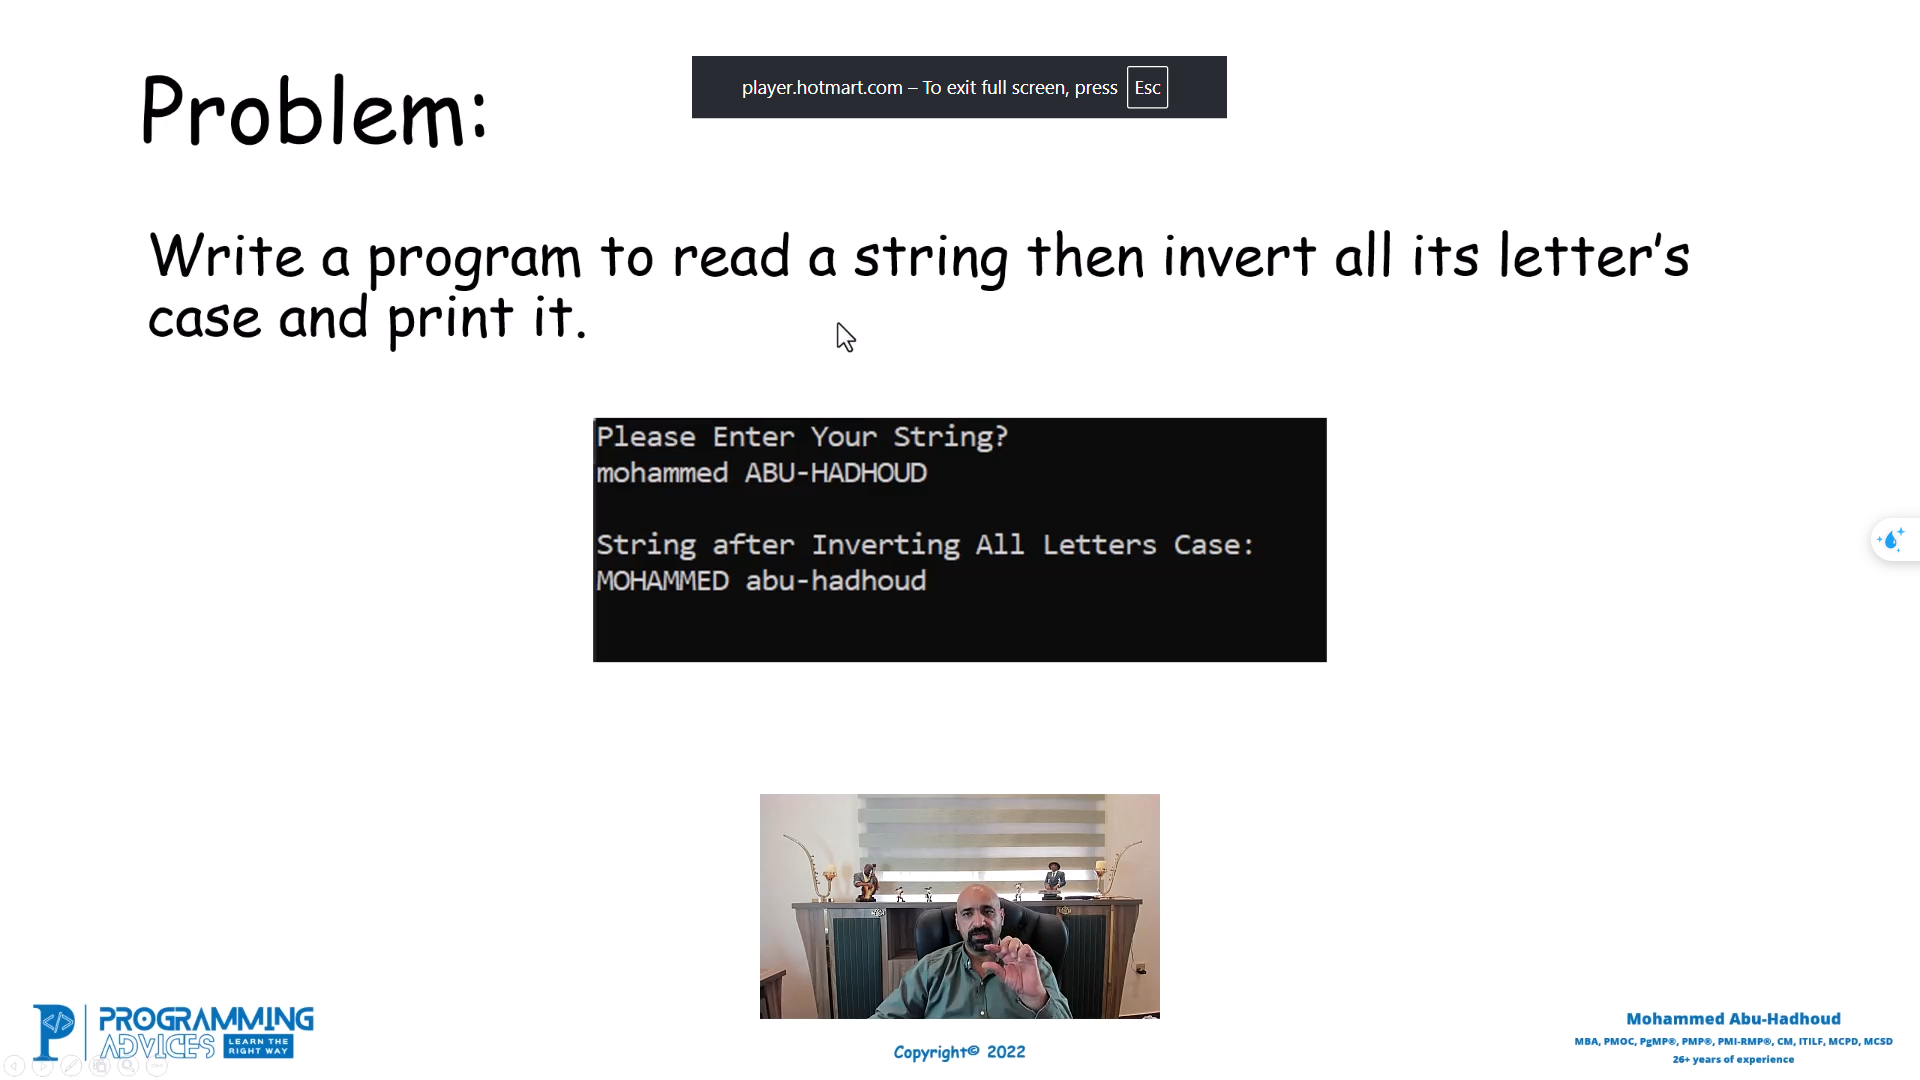 Problem:
player.hotmart.com – To exit full screen, press Esc
Write a program to read a string then invert all its letter’s
case and print it.
Please Enter Your String?
mohammed ABU-HADHOUD
String after Inverting All Letters Case:
MOHAMMED abu-hadhoud
PROGRAMMING
ADVICES
LEARN THE
RIGHT WAY
Copyright© 2022
Mohammed Abu-Hadhoud
MBA, PMOC, PgMP®, PMP®, PMI-RMP®, CM, ITILF, MCPD, MCSD
26+ years of experience